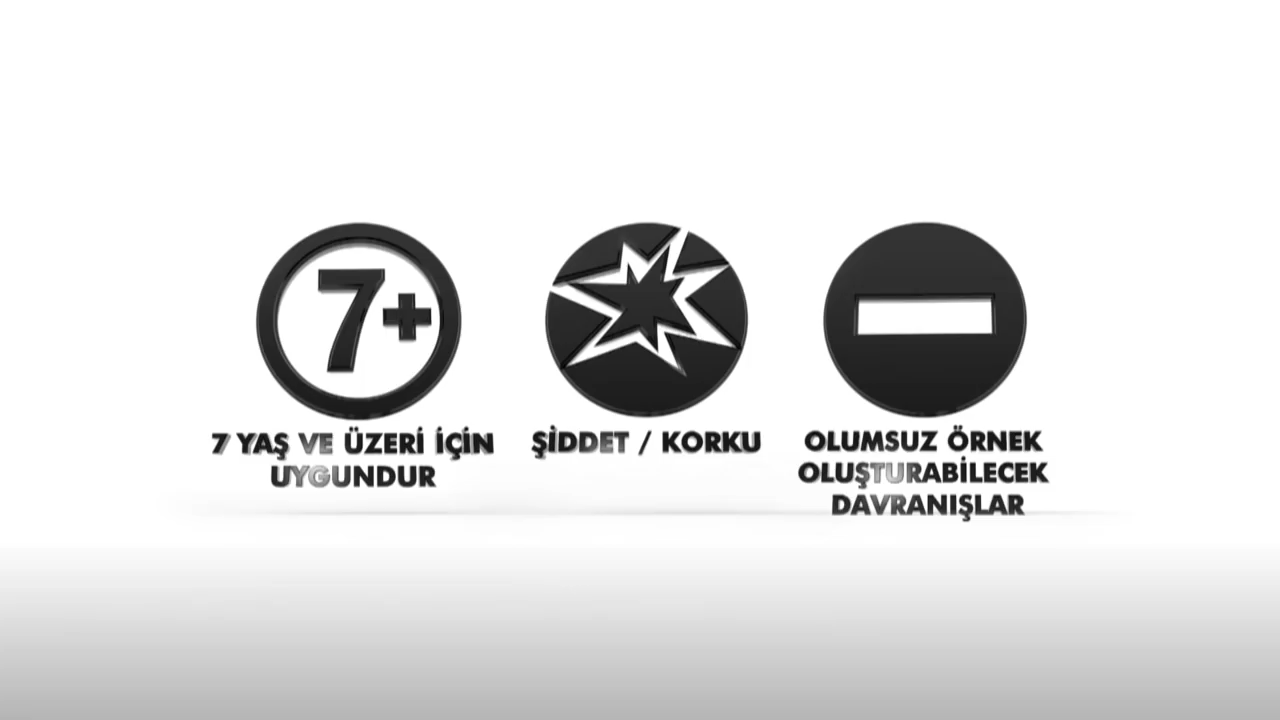 7+
7 YAŞ VE ÜZERİ İÇİN
UYGUNDUR
ŞİDDET / KORKU
OLUMSUZ ÖRNEK
OLUŞTURABİLECEK
DAVRANIŞLAR